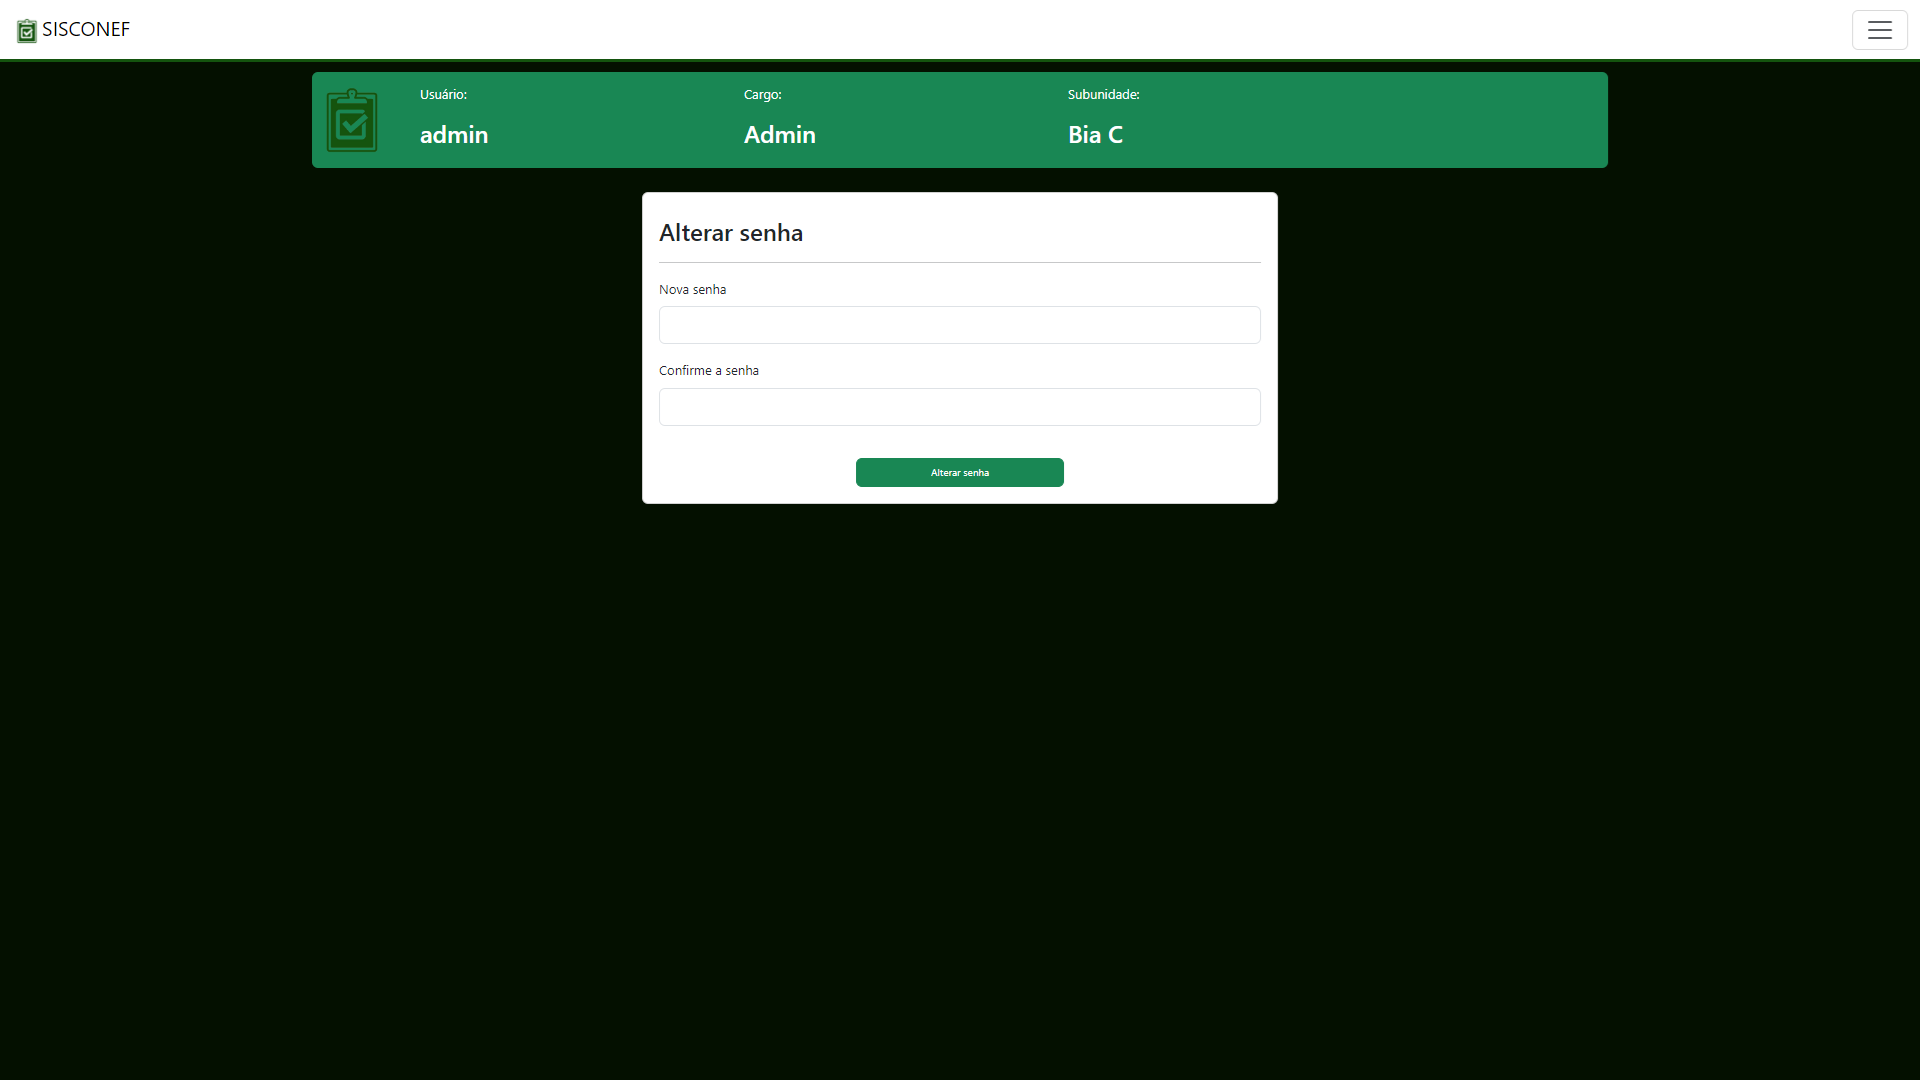 SISCONEF
Usuário:
Cargo:
Subunidade:
admin
Admin
Bia C
Alterar senha
Nova senha
Confirme a senha
Alterar senha